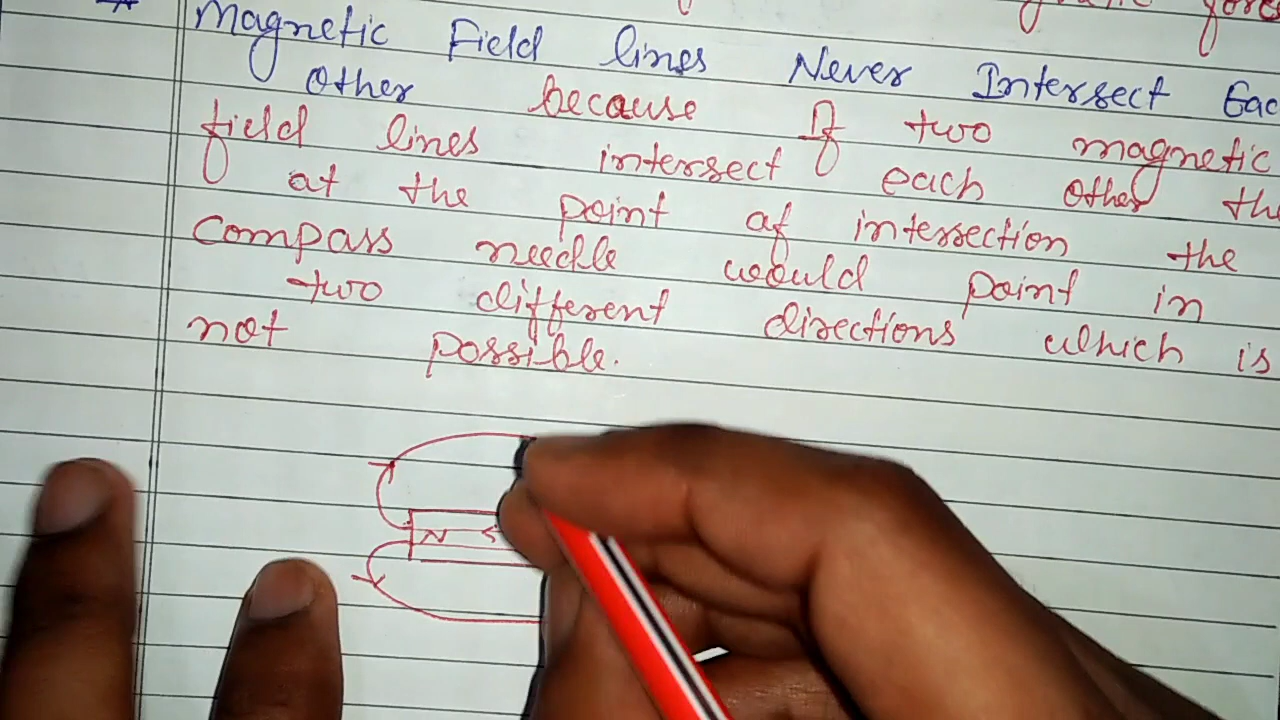 Magnetic Field lines Never Intersect Eac
Other because If two magnetic
field lines intersect each other the
at the point of intersection the
Compass needle would point in
two different directions which is
not possible.
N